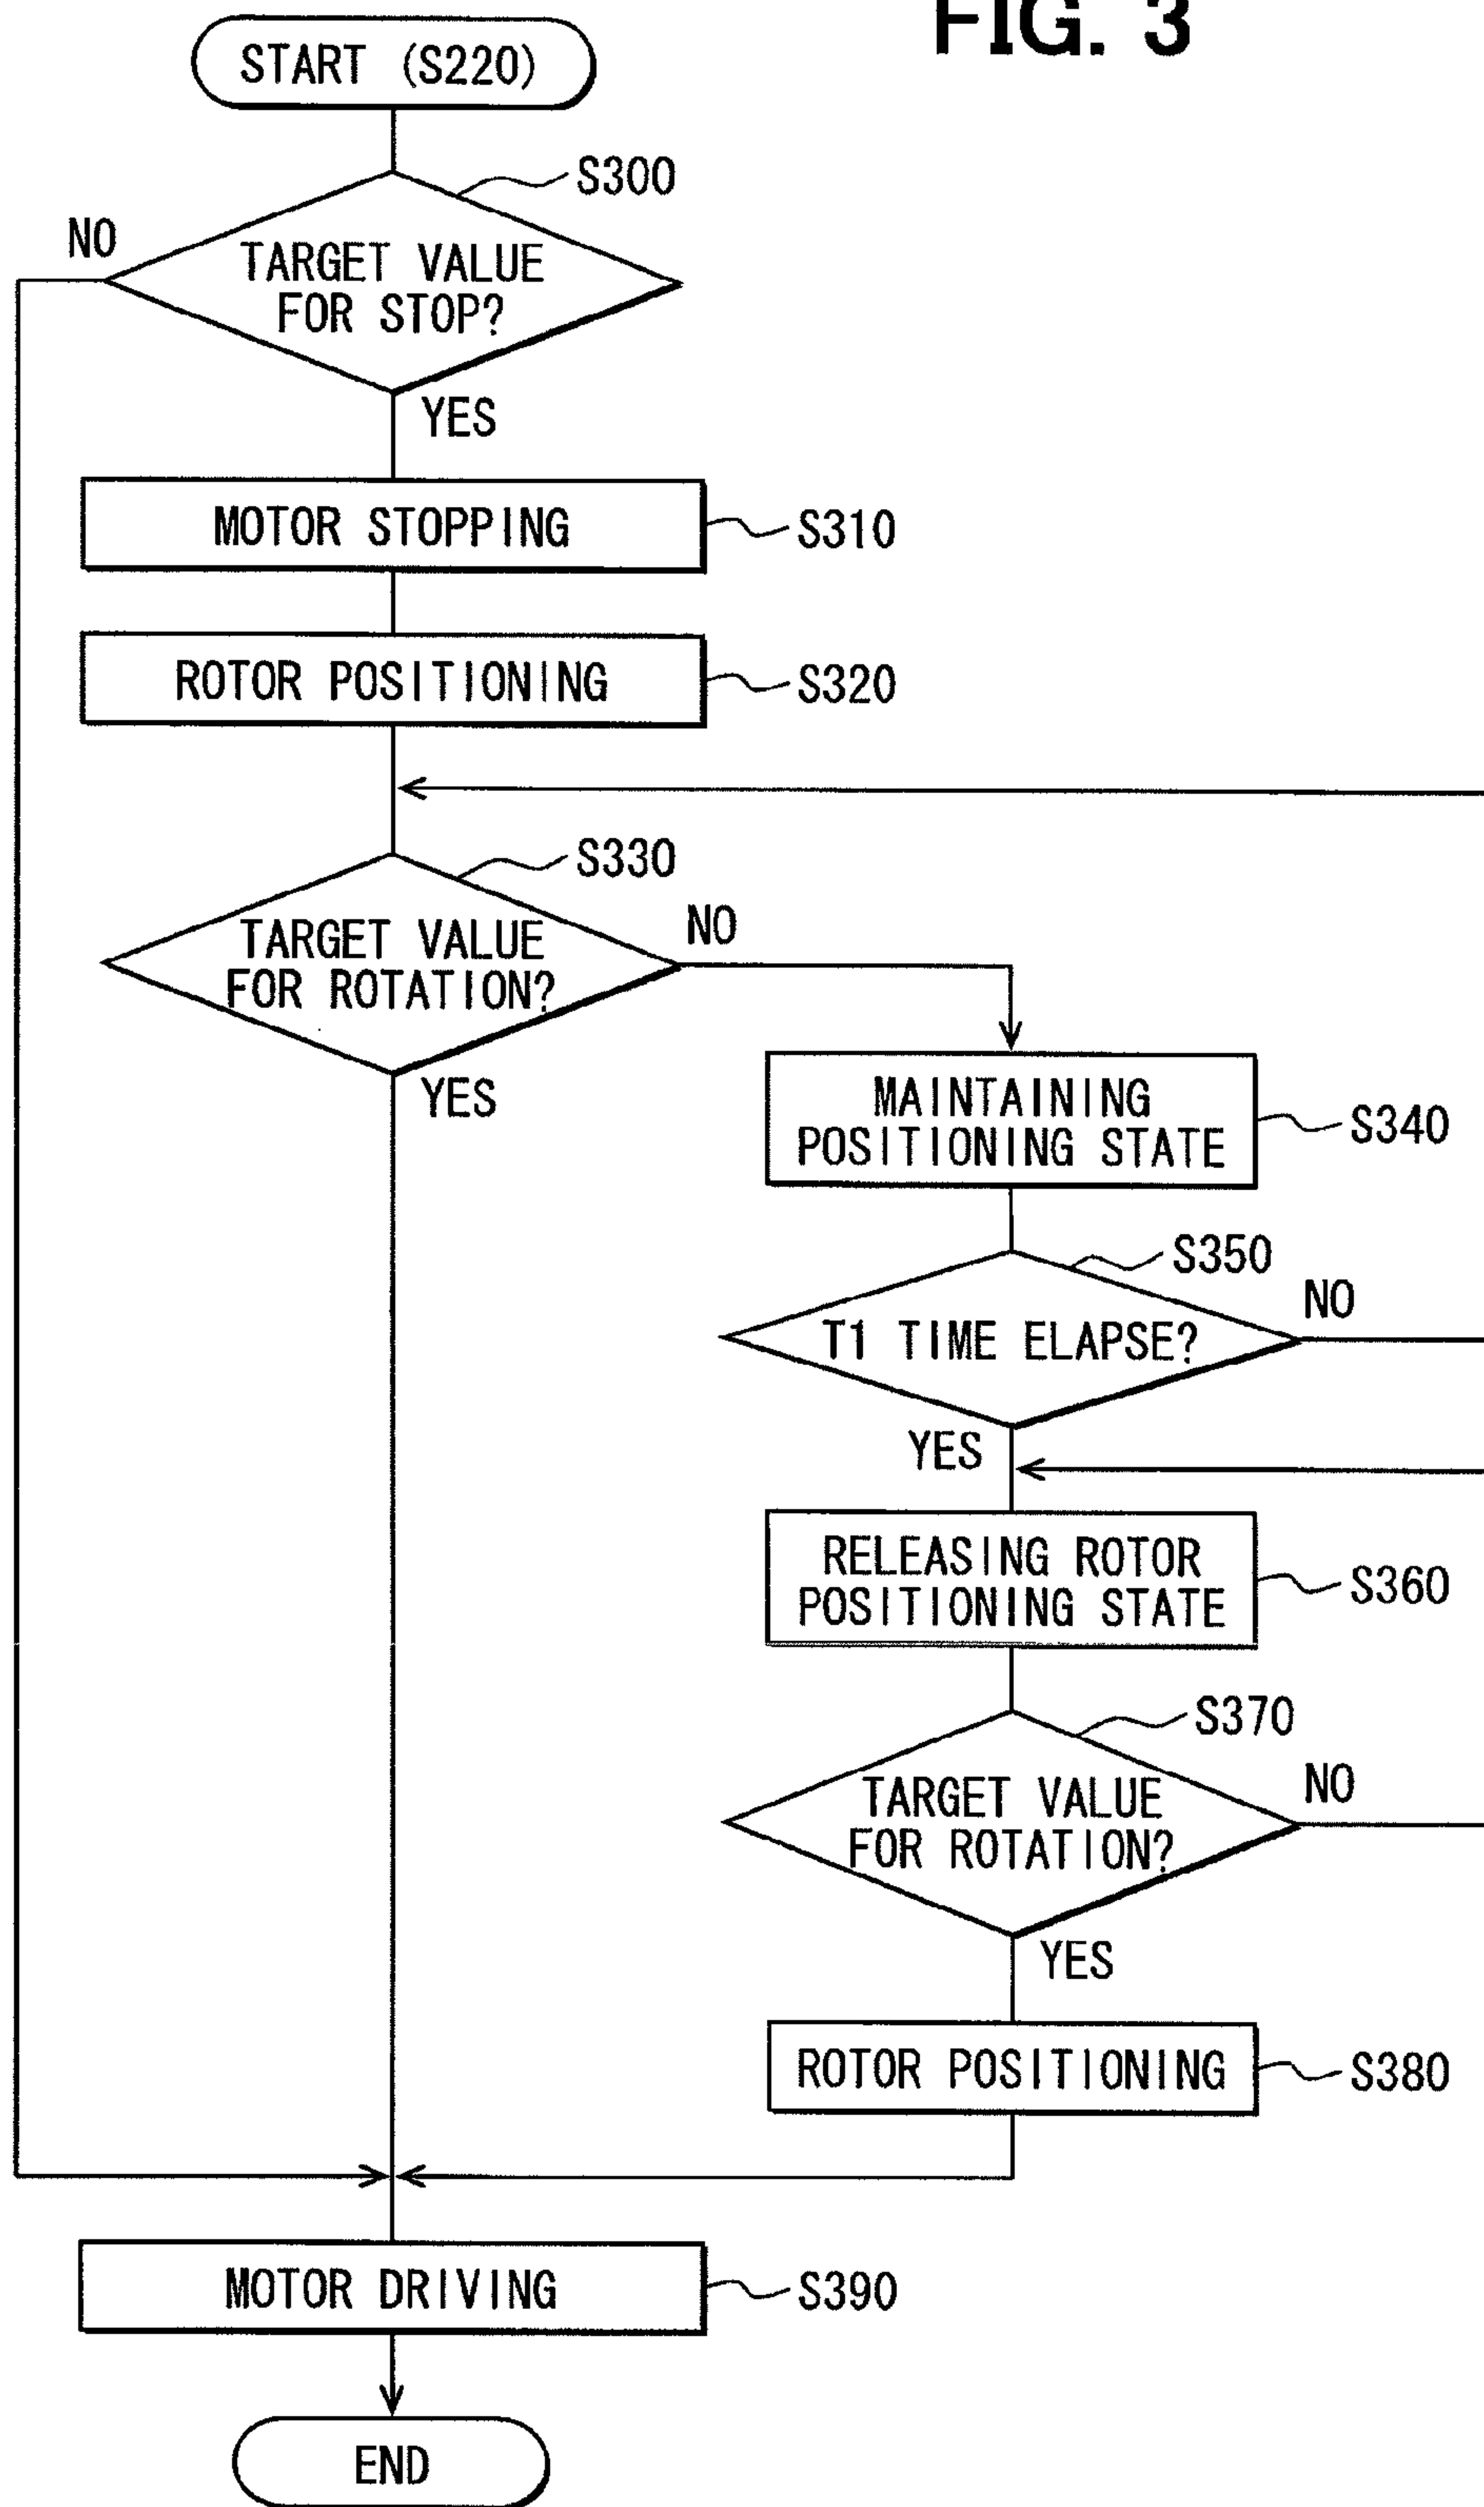 FIG. 3
START (S220)
S300
NO
TARGET VALUE
FOR STOP?
YES
MOTOR STOPPING
S310
ROTOR POSITIONING
S320
S330
TARGET VALUE
FOR ROTATION?
NO
YES
MAINTAINING
POSITIONING STATE
S340
S350
T1 TIME ELAPSE?
NO
YES
RELEASING ROTOR
POSITIONING STATE
S360
S370
TARGET VALUE
FOR ROTATION?
NO
YES
ROTOR POSITIONING
S380
MOTOR DRIVING
S390
END